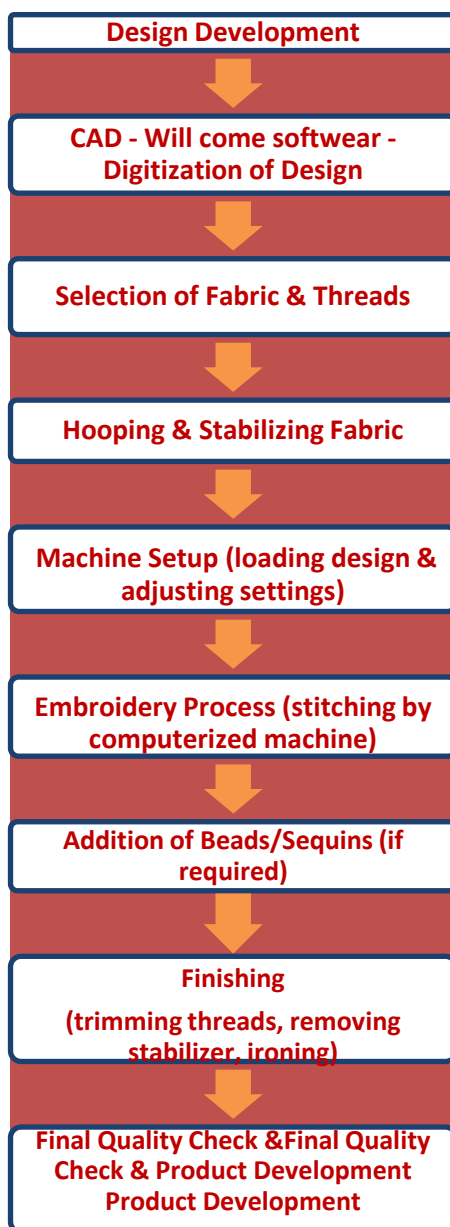 Design Development
CAD - Will come softwear -
Digitization of Design
Selection of Fabric & Threads
Hooping & Stabilizing Fabric
Machine Setup (loading design &
adjusting settings)
Embroidery Process (stitching by
computerized machine)
Addition of Beads/Sequins (if
required)
Finishing
(trimming threads, removing
stabilizer, ironing)
Final Quality Check &Final Quality
Check & Product Development
Product Development